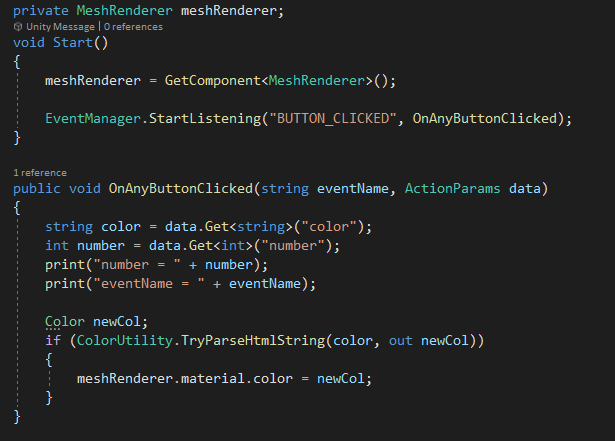 private MeshRenderer meshRenderer;
Unity Message | 0 references
void Start()
{
    meshRenderer = GetComponent<MeshRenderer>();

    EventManager.StartListening("BUTTON_CLICKED", OnAnyButtonClicked);
}

1 reference
public void OnAnyButtonClicked(string eventName, ActionParams data)
{
    string color = data.Get<string>("color");
    int number = data.Get<int>("number");
    print("number = " + number);
    print("eventName = " + eventName);

    Color newCol;
    if (ColorUtility.TryParseHtmlString(color, out newCol))
    {
        meshRenderer.material.color = newCol;
    }
}